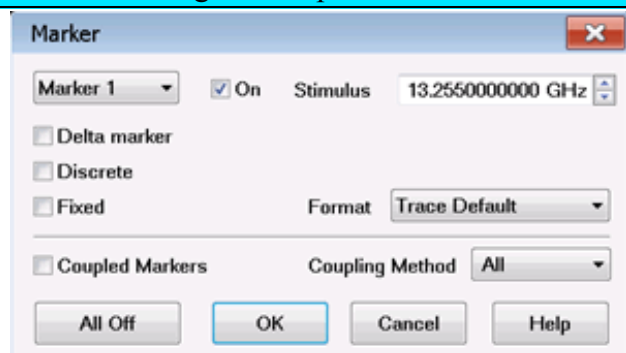 Marker
Marker 1 On Stimulus 13.2550000000 GHz
Delta marker
Discrete
Fixed Format Trace Default
Coupled Markers Coupling Method All
All Off OK Cancel Help